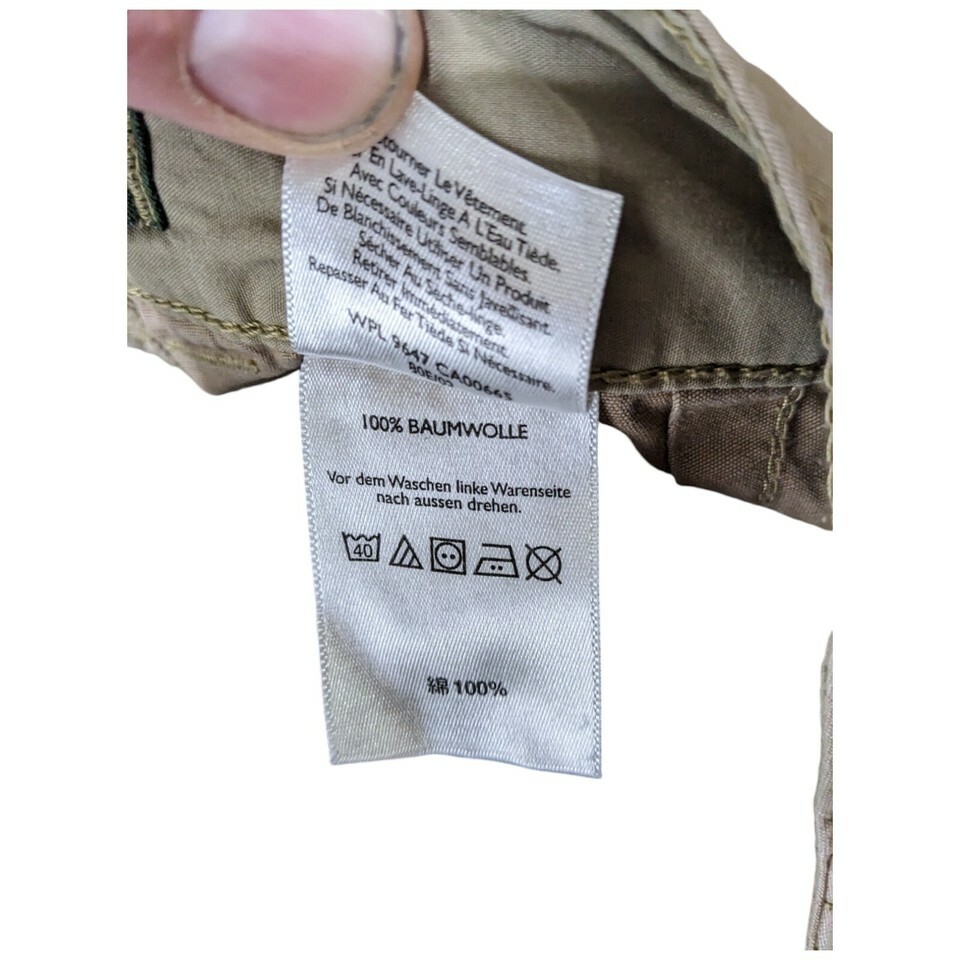 Le Vêtement
En Lave-Linge A L'Eau Tiède.
Avec Couleurs Semblables.
Si Nécessaire Utiliser Un Produit
De Blanchissement Sans Javellisant.
Sécher Au Sèche-linge.
Retirer Immédiatement.
Repasser Au Fer Tiède Si Nécessaire.
WPL 9647 CA00665
100% BAUMWOLLE
Vor dem Waschen linke Warenseite
nach aussen drehen.
40
綿 100%